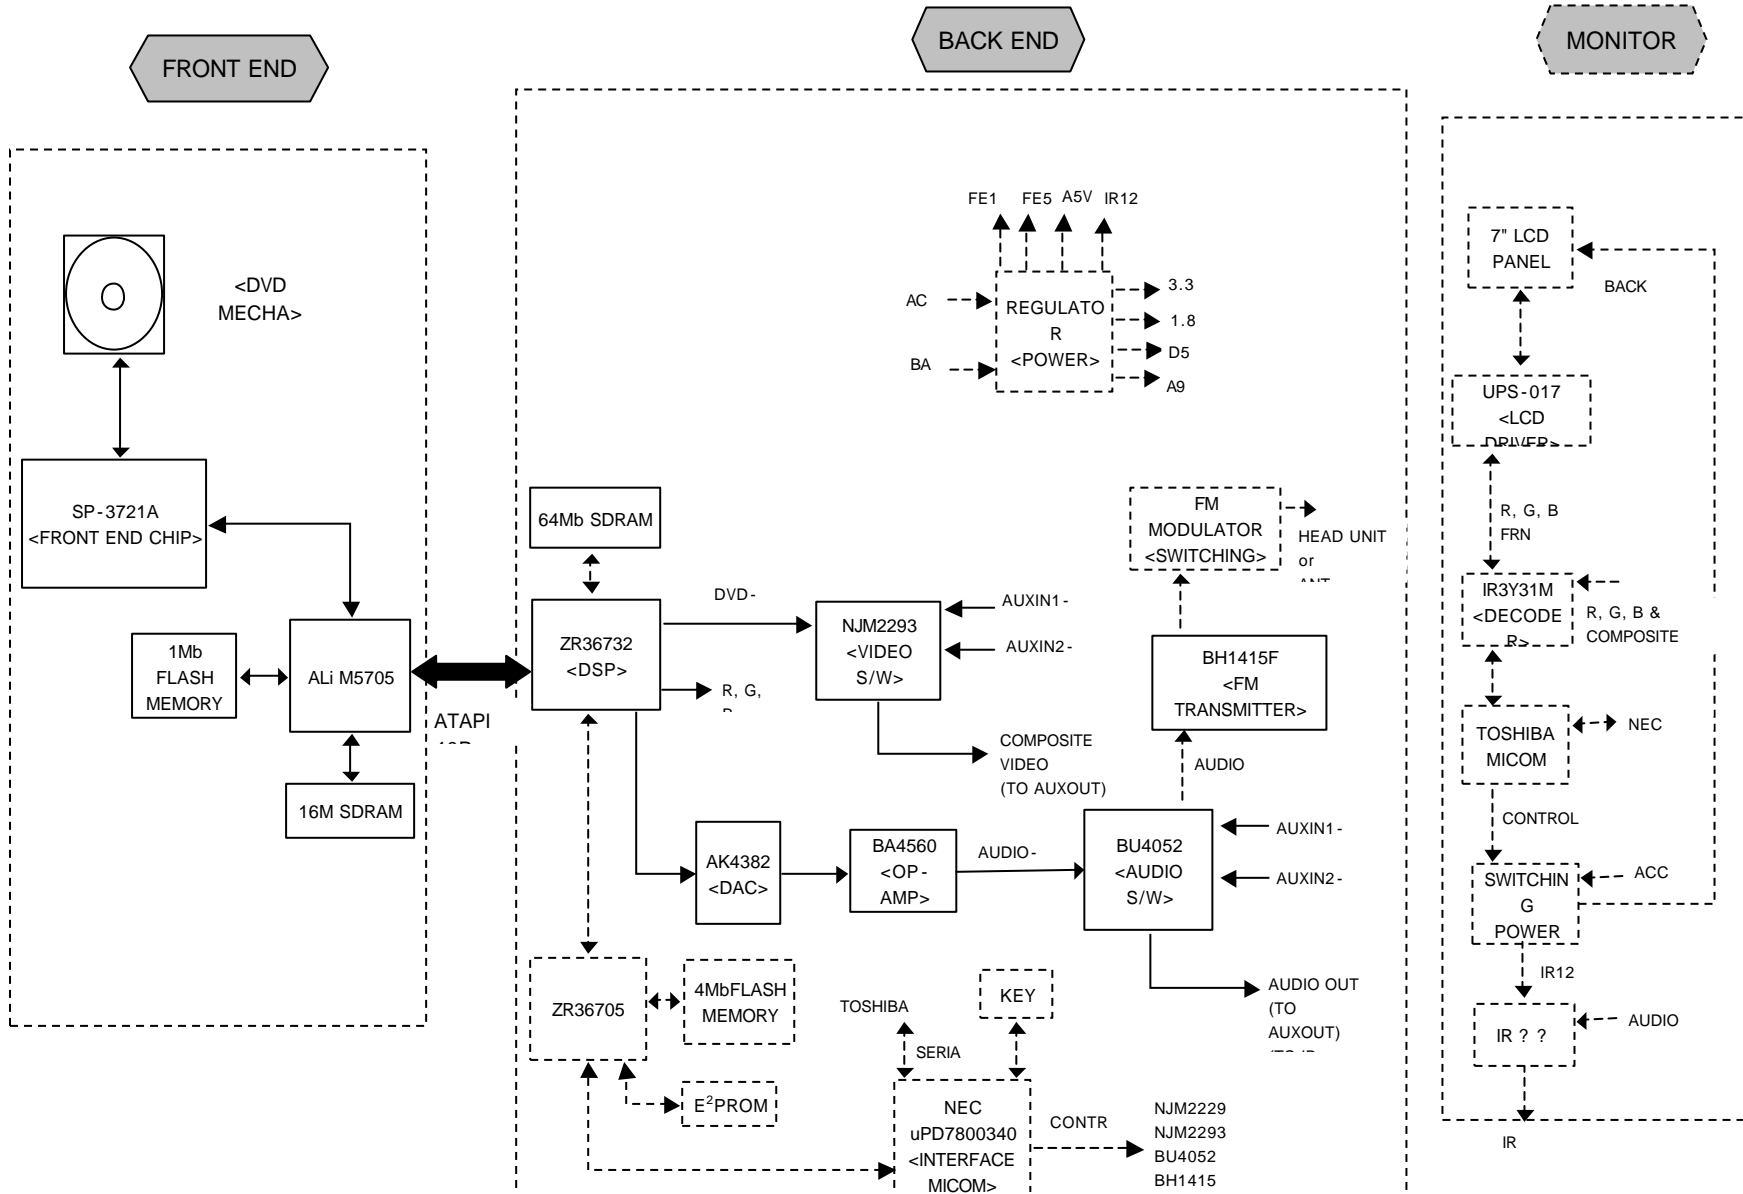 FRONT END
BACK END
MONITOR
<DVD
MECHA>
SP-3721A
<FRONT END CHIP>
1Mb
FLASH
MEMORY
ALi M5705
16M SDRAM
ATAPI
FE1
FE5
A5V
IR12
AC
BA
REGULATO
R
<POWER>
3.3
1.8
D5
A9
64Mb SDRAM
ZR36732
<DSP>
DVD-
R, G,
NJM2293
<VIDEO
S/W>
AUXIN1-
AUXIN2-
COMPOSITE
VIDEO
(TO AUXOUT)
FM
MODULATOR
<SWITCHING>
HEAD UNIT
or
BH1415F
<FM
TRANSMITTER>
AUDIO
AK4382
<DAC>
BA4560
<OP-
AMP>
AUDIO-
BU4052
<AUDIO
S/W>
AUXIN1-
AUXIN2-
AUDIO OUT
(TO
AUXOUT)
ZR36705
4MbFLASH
MEMORY
E²PROM
TOSHIBA
SERIA
KEY
NEC
uPD7800340
<INTERFACE
MICOM>
CONTR
NJM2229
NJM2293
BU4052
BH1415
7" LCD
PANEL
BACK
UPS-017
<LCD
DRIVER>
R, G, B
FRN
IR3Y31M
<DECODE
R>
R, G, B &
COMPOSITE
TOSHIBA
MICOM
NEC
CONTROL
SWITCHIN
G
POWER
ACC
IR12
IR ? ?
AUDIO
IR